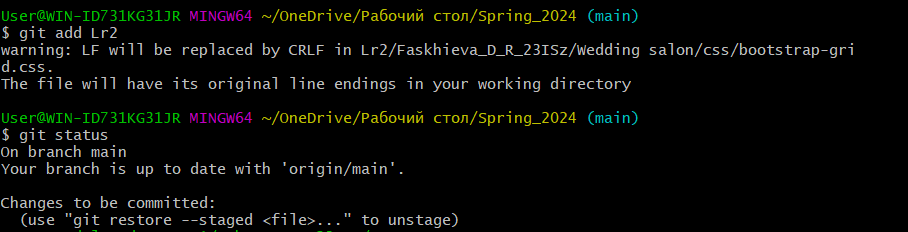 User@WIN-ID731KG31JR MINGW64 ~/OneDrive/Рабочий стол/Spring_2024 (main)
$ git add Lr2
warning: LF will be replaced by CRLF in Lr2/Faskhieva_D_R_23ISz/Wedding salon/css/bootstrap-gri
d.css.
The file will have its original line endings in your working directory
User@WIN-ID731KG31JR MINGW64 ~/OneDrive/Рабочий стол/Spring_2024 (main)
$ git status
On branch main
Your branch is up to date with 'origin/main'.
Changes to be committed:
(use "git restore --staged <file>..." to unstage)